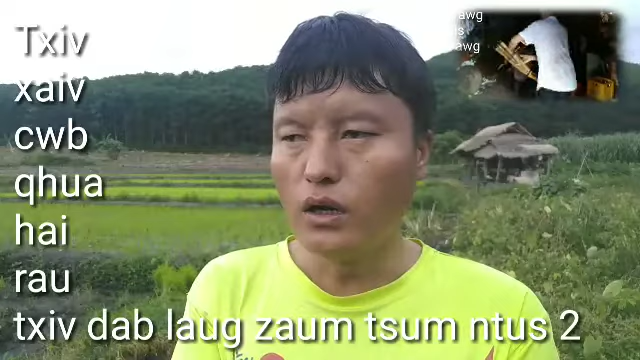 Txiv
xaiv
cwb
qhua
hai
rau
txiv dab laug zaum tsum ntus 2